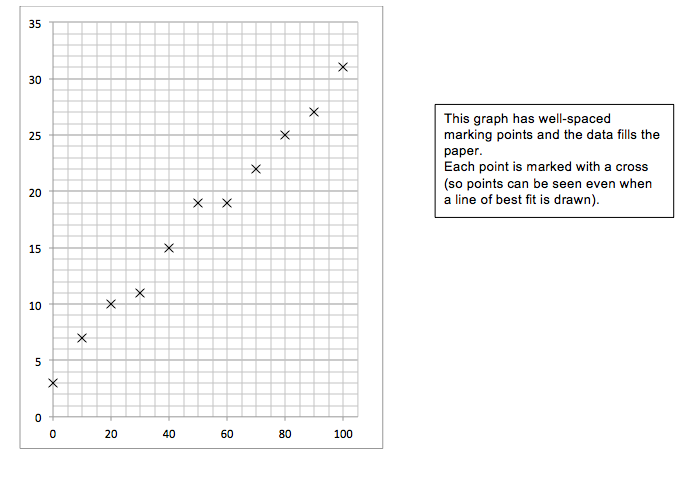 35
30
25
20
15
10
5
0
0 20 40 60 80 100
This graph has well-spaced
marking points and the data fills the
paper.
Each point is marked with a cross
(so points can be seen even when
a line of best fit is drawn).